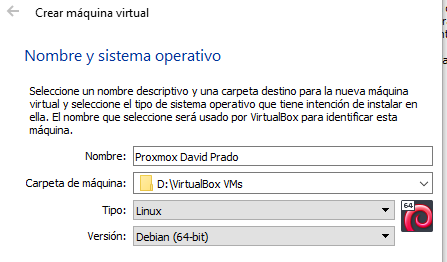 Crear máquina virtual
Nombre y sistema operativo
Seleccione un nombre descriptivo y una carpeta destino para la nueva máquina
virtual y seleccione el tipo de sistema operativo que tiene intención de instalar en
ella. El nombre que seleccione será usado por VirtualBox para identificar esta
máquina.
Nombre: Proxmox David Prado
Carpeta de máquina: D:\VirtualBox VMs
Tipo: Linux
64
Versión: Debian (64-bit)